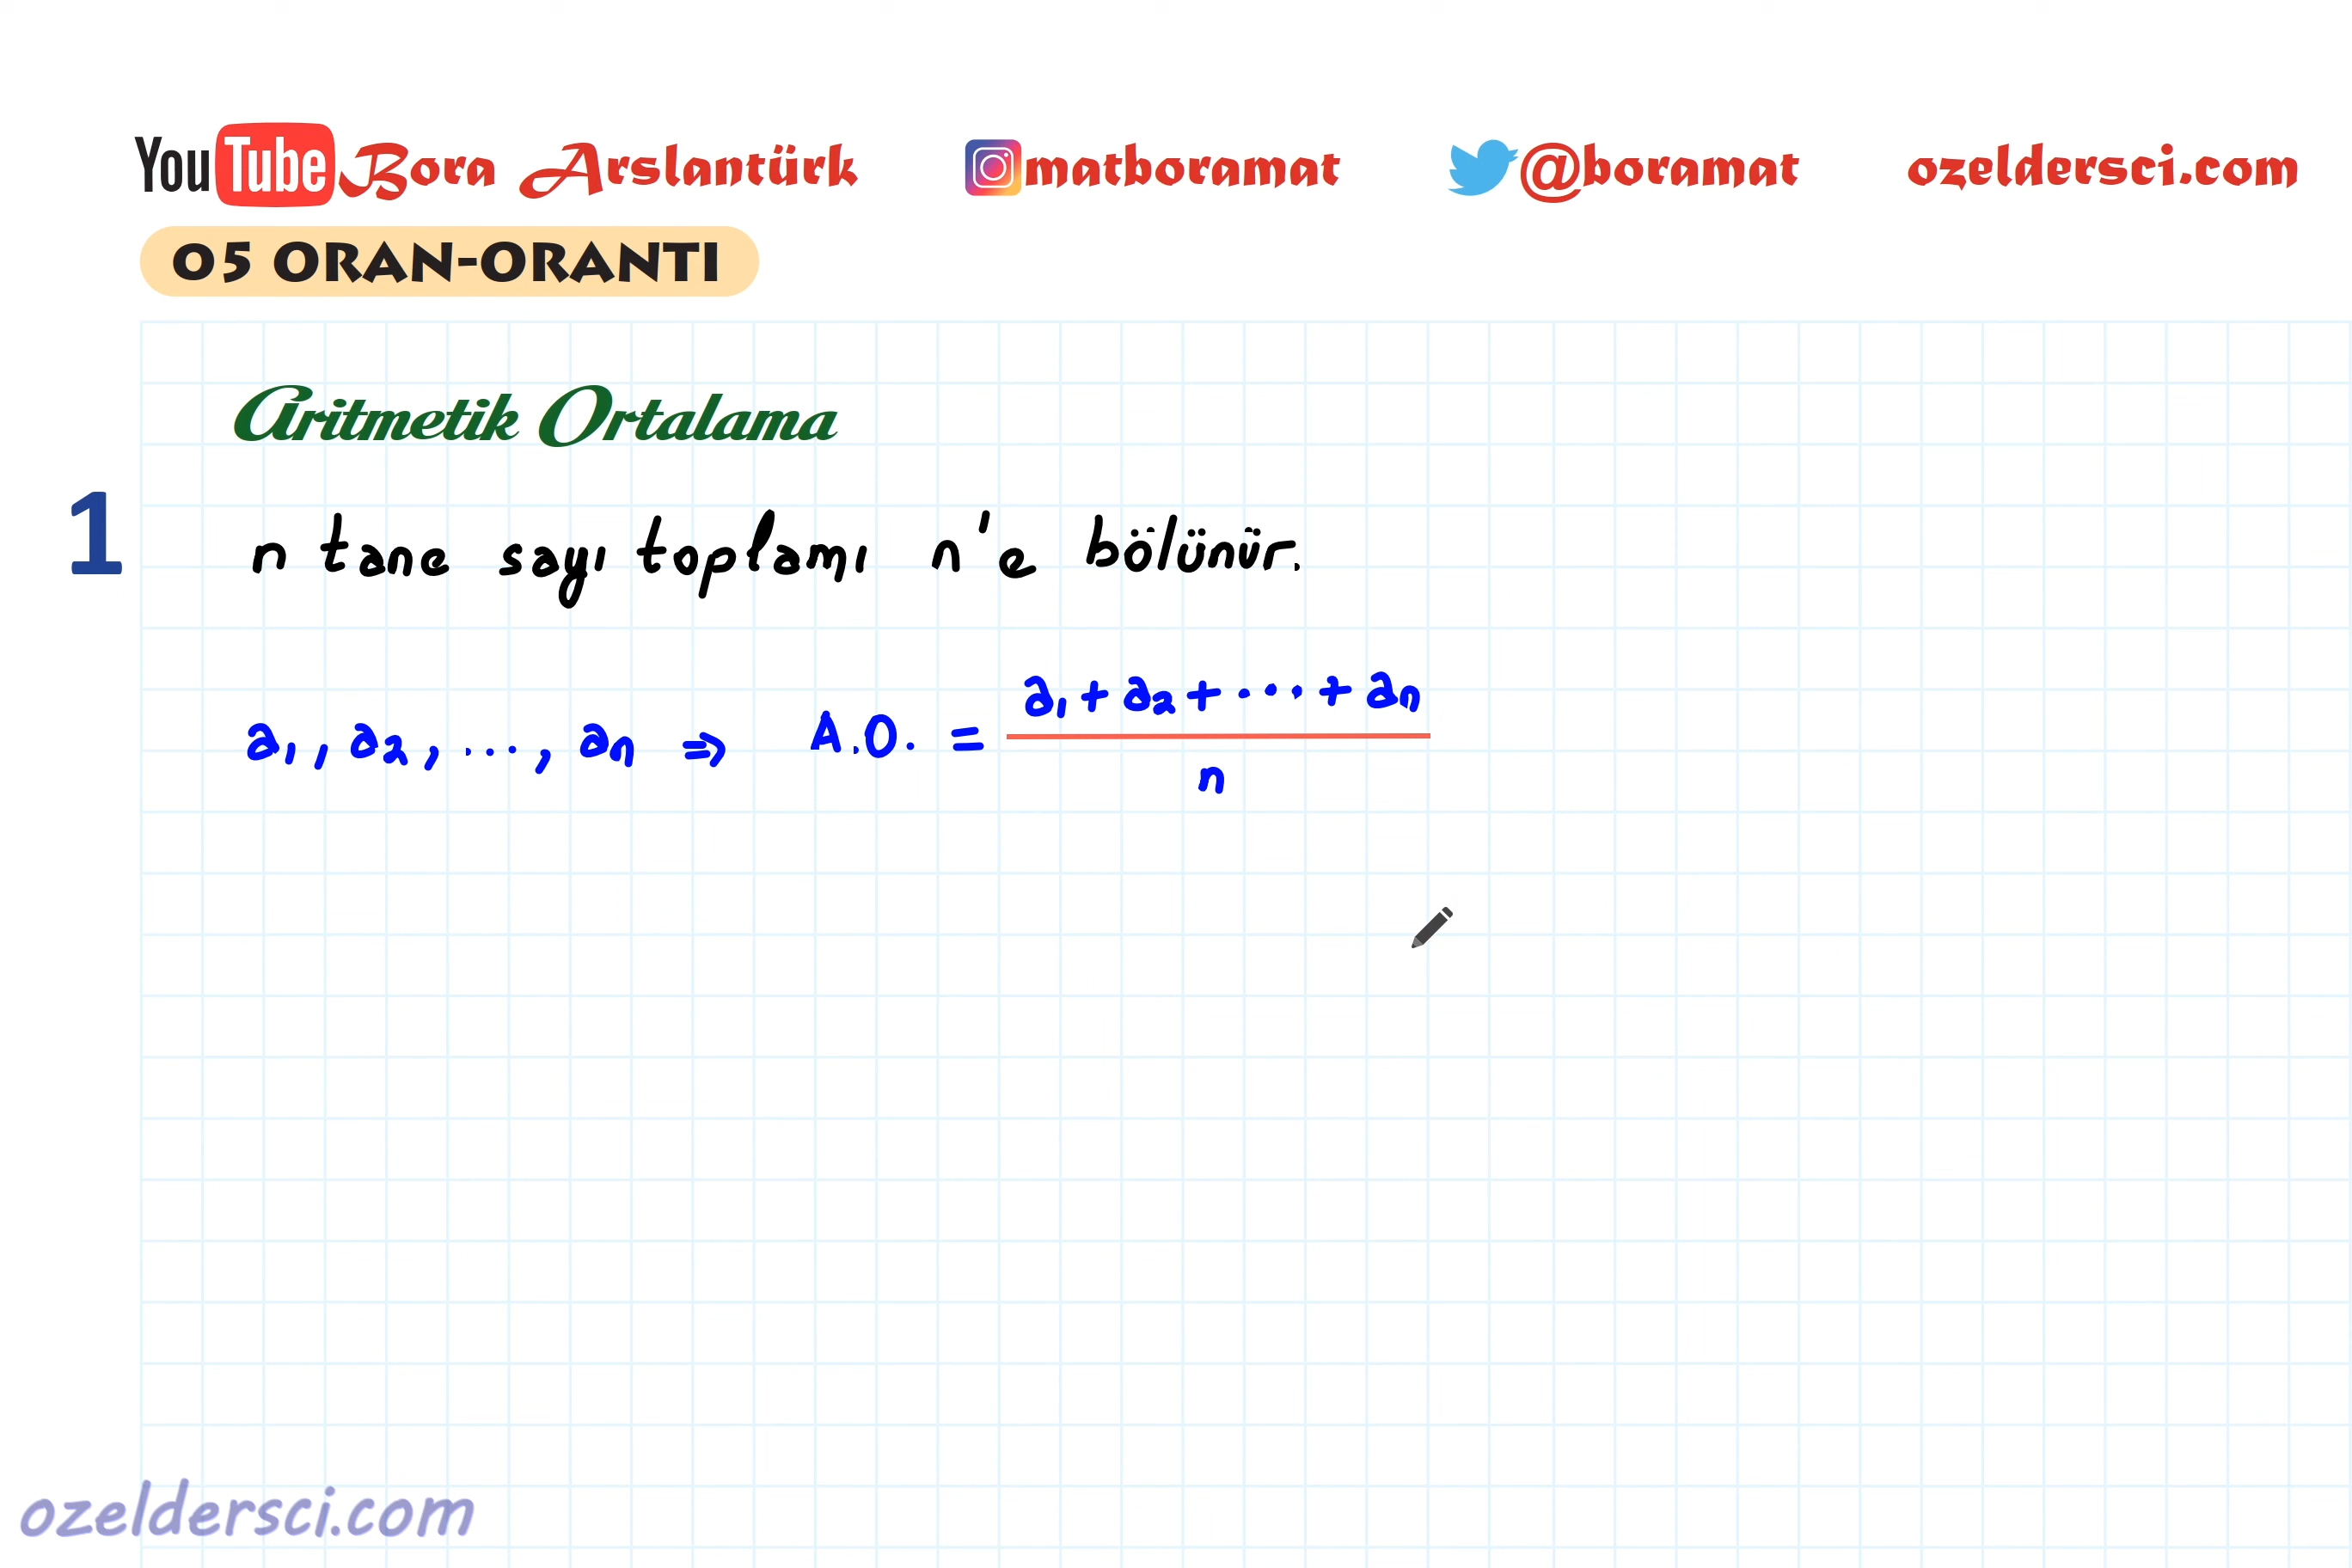 YouTube Bora Arslantürk matboramat @boramat ozeldersci.com
05 ORAN-ORANTI
Aritmetik Ortalama
1 n tane sayı toplamı n'e bölünür.
a₁, a₂, ..., aₙ ⇒ A.O. = (a₁ + a₂ + ... + aₙ) / n
ozeldersci.com